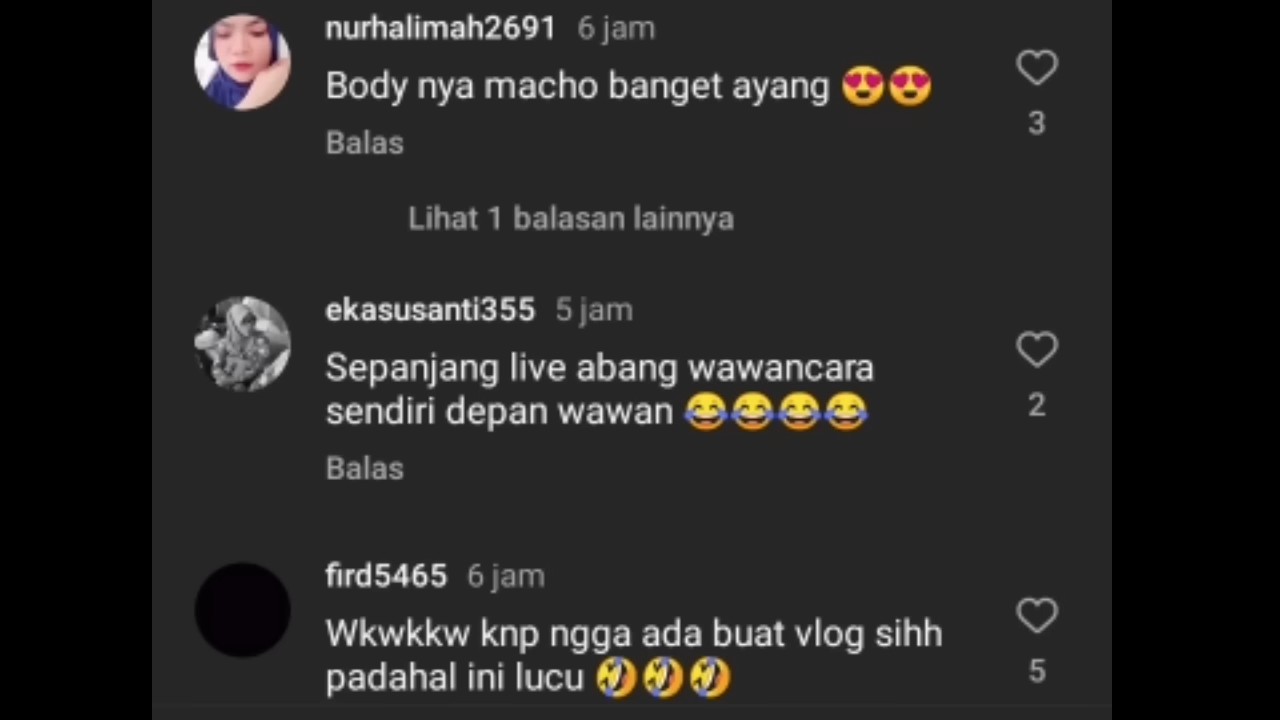 nurhalimah2691 6 jam
Body nya macho banget ayang 😍😍
3
Balas
Lihat 1 balasan lainnya
ekasusanti355 5 jam
Sepanjang live abang wawancara
sendiri depan wawan 😂😂😂😂
2
Balas
fird5465 6 jam
Wkwkkw knp ngga ada buat vlog sihh
padahal ini lucu 🤣🤣🤣
5